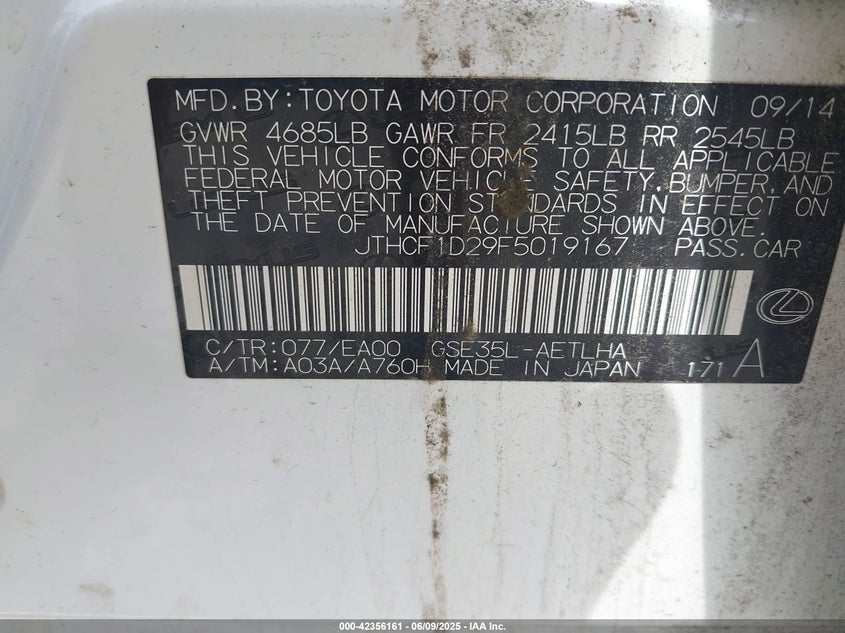 MFD. BY: TOYOTA MOTOR CORPORATION 09/14
GVWR 4685LB GAWR FR 2415LB RR 2545LB
THIS VEHICLE CONFORMS TO ALL APPLICABLE
FEDERAL MOTOR VEHICLE SAFETY, BUMPER, AND
THEFT PREVENTION STANDARDS IN EFFECT ON
THE DATE OF MANUFACTURE SHOWN ABOVE.
JTHCF1D29F5019167 PASS. CAR
C/TR: 077/EA00 GSE35L-AETLHA
A/TM: A03A/A760H MADE IN JAPAN 1-71 A
000-42356161 - 06/09/2025 - IAA Inc.